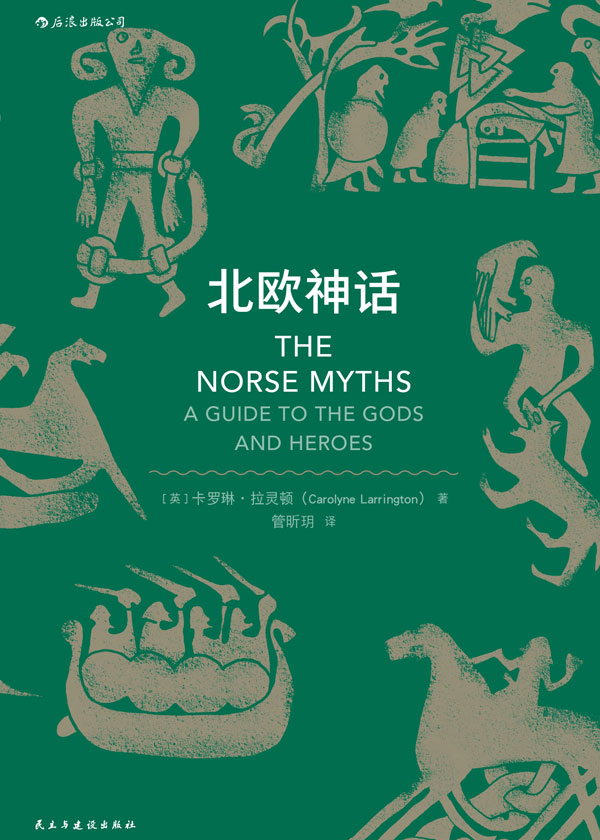 后浪出版公司
北欧神话
THE
NORSE MYTHS
A GUIDE TO THE GODS
AND HEROES
[英]卡罗琳·拉灵顿（Carolyne Larrington）著
管昕玥 译
民主与建设出版社